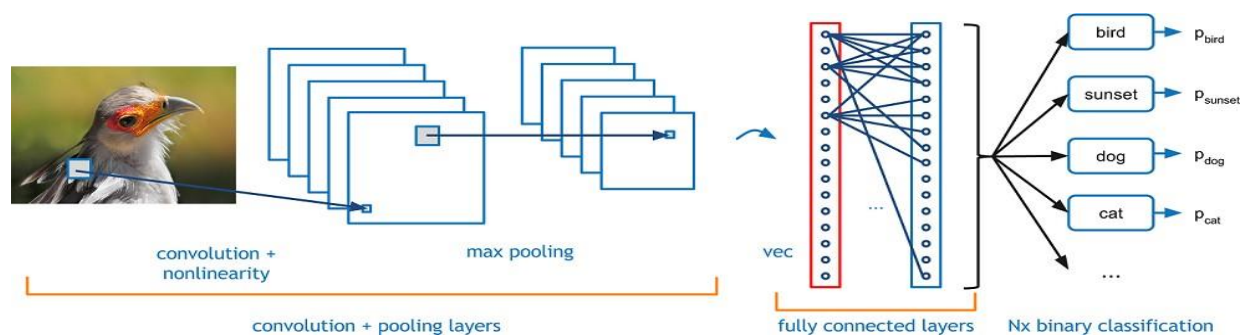 bird
p_bird
sunset
p_sunset
dog
p_dog
cat
p_cat
...
...
convolution +
nonlinearity
max pooling
vec
convolution + pooling layers
fully connected layers
Nx binary classification